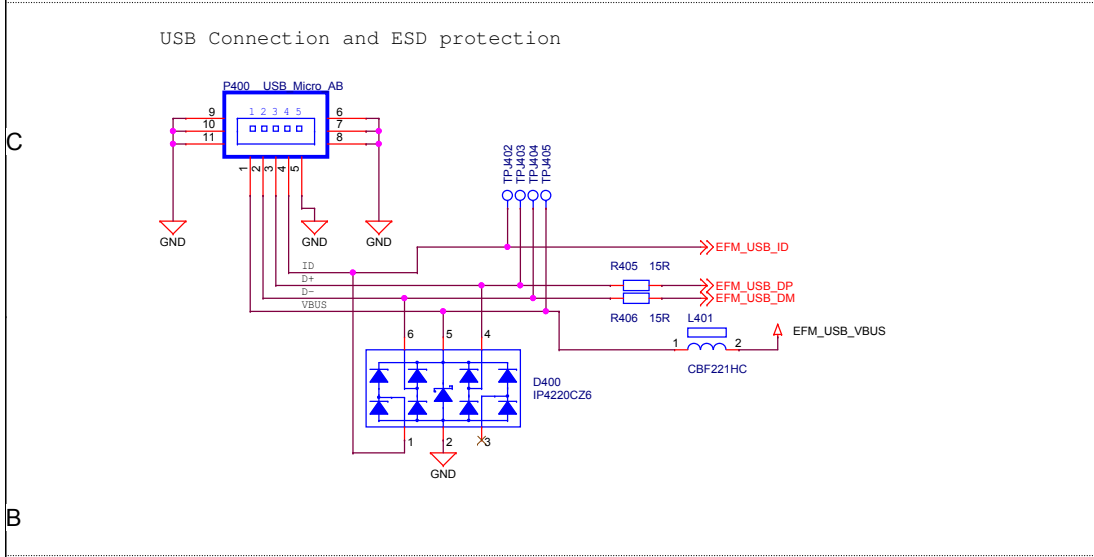 USB Connection and ESD protection
P400 USB_Micro_AB
9 1 2 3 4 5 6
10 7
C
11 8
1 2 3 4 5
TPJ402 TPJ403 TPJ404 TPJ405
GND GND GND
EFM_USB_ID
ID R405 15R
D+ EFM_USB_DP
D- EFM_USB_DM
VBUS R406 15R L401
EFM_USB_VBUS
6 5 4 1 2
CBF221HC
D400
IP4220CZ6
1 2 3
GND
B